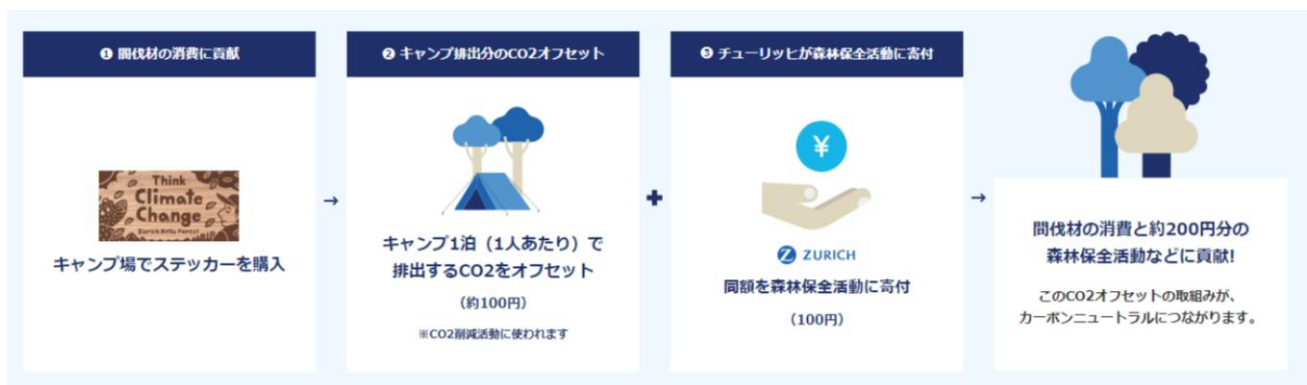 ❶ 間伐材の消費に貢献
Think
Climate
Change
Zurich Hello Forest
キャンプ場でステッカーを購入
→
❷ キャンプ排出分のCO2オフセット
キャンプ1泊（1人あたり）で
排出するCO2をオフセット
（約100円）
※CO2削減活動に使われます
+
❸ チューリッヒが森林保全活動に寄付
¥
Z ZURICH
同額を森林保全活動に寄付
（100円）
→
間伐材の消費と約200円分の
森林保全活動などに貢献!
このCO2オフセットの取組みが、
カーボンニュートラルにつながります。